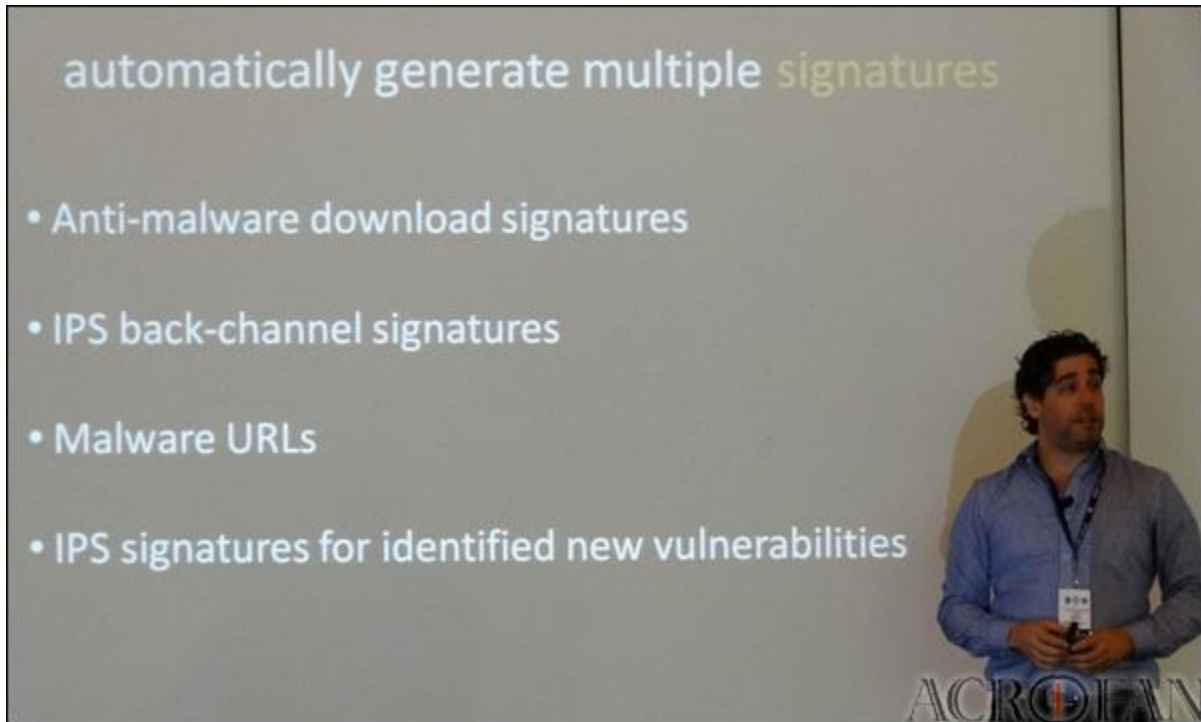 automatically generate multiple signatures
• Anti-malware download signatures
• IPS back-channel signatures
• Malware URLs
• IPS signatures for identified new vulnerabilities
ACROFAN